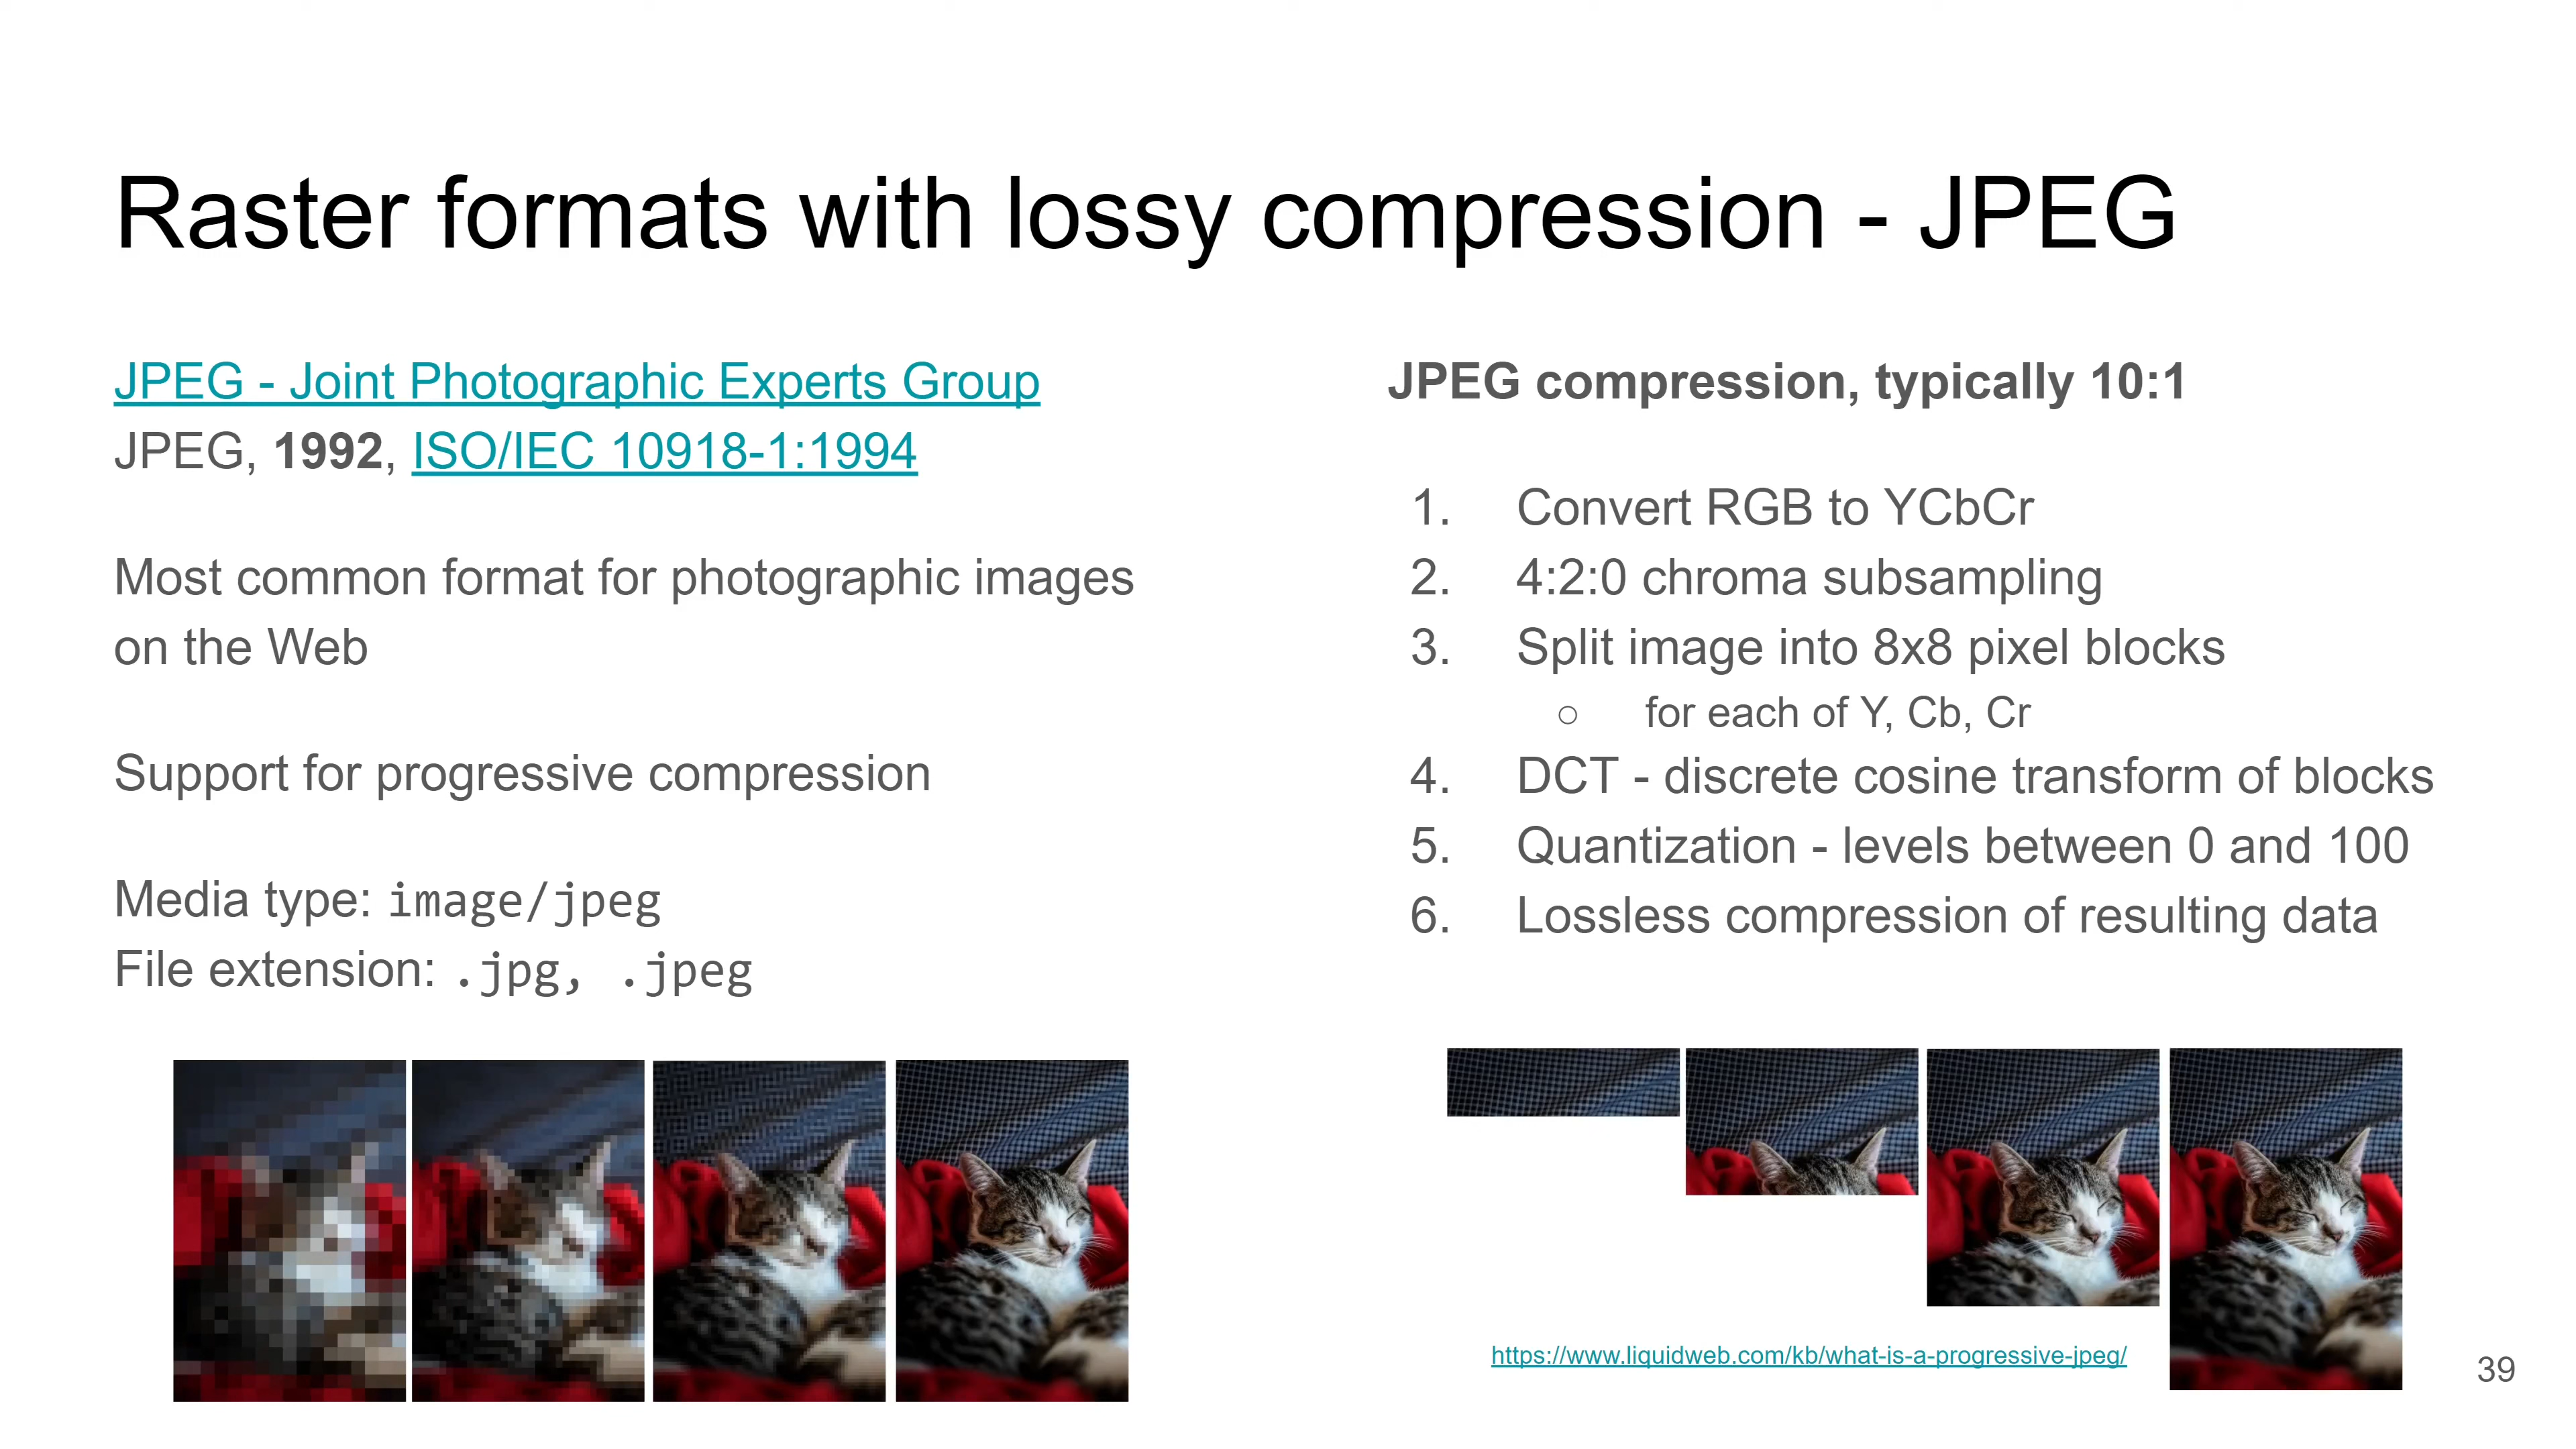 Raster formats with lossy compression - JPEG
JPEG - Joint Photographic Experts Group
JPEG, 1992, ISO/IEC 10918-1:1994
Most common format for photographic images
on the Web
Support for progressive compression
Media type: image/jpeg
File extension: .jpg, .jpeg
JPEG compression, typically 10:1
1. Convert RGB to YCbCr
2. 4:2:0 chroma subsampling
3. Split image into 8x8 pixel blocks
○ for each of Y, Cb, Cr
4. DCT - discrete cosine transform of blocks
5. Quantization - levels between 0 and 100
6. Lossless compression of resulting data
https://www.liquidweb.com/kb/what-is-a-progressive-jpeg/
39